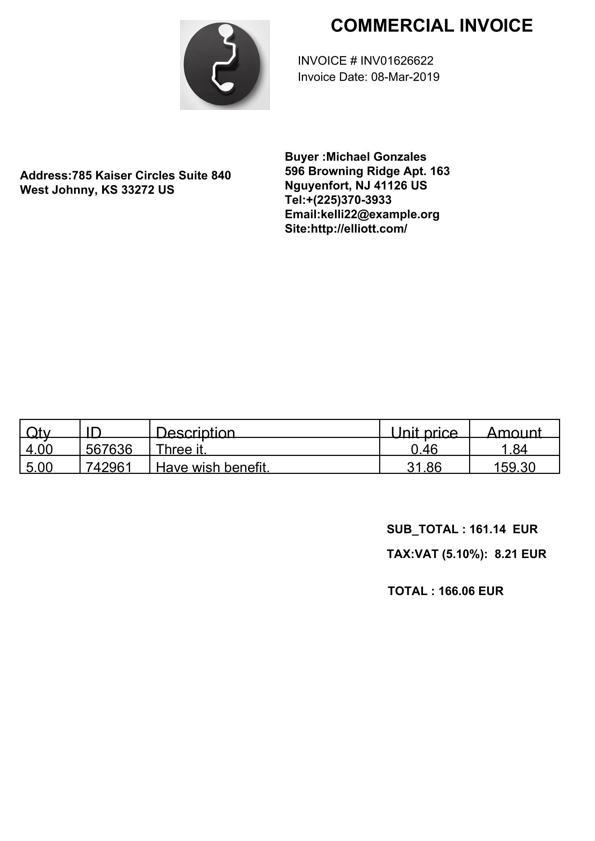 COMMERCIAL INVOICE
INVOICE # INV01626622
Invoice Date: 08-Mar-2019
Address:785 Kaiser Circles Suite 840
West Johnny, KS 33272 US
Buyer :Michael Gonzales
596 Browning Ridge Apt. 163
Nguyenfort, NJ 41126 US
Tel:+(225)370-3933
Email:kelli22@example.org
Site:http://elliott.com/
Qty ID Description Unit price Amount
4.00 567636 Three it. 0.46 1.84
5.00 742961 Have wish benefit. 31.86 159.30
SUB_TOTAL : 161.14 EUR
TAX:VAT (5.10%): 8.21 EUR
TOTAL : 166.06 EUR